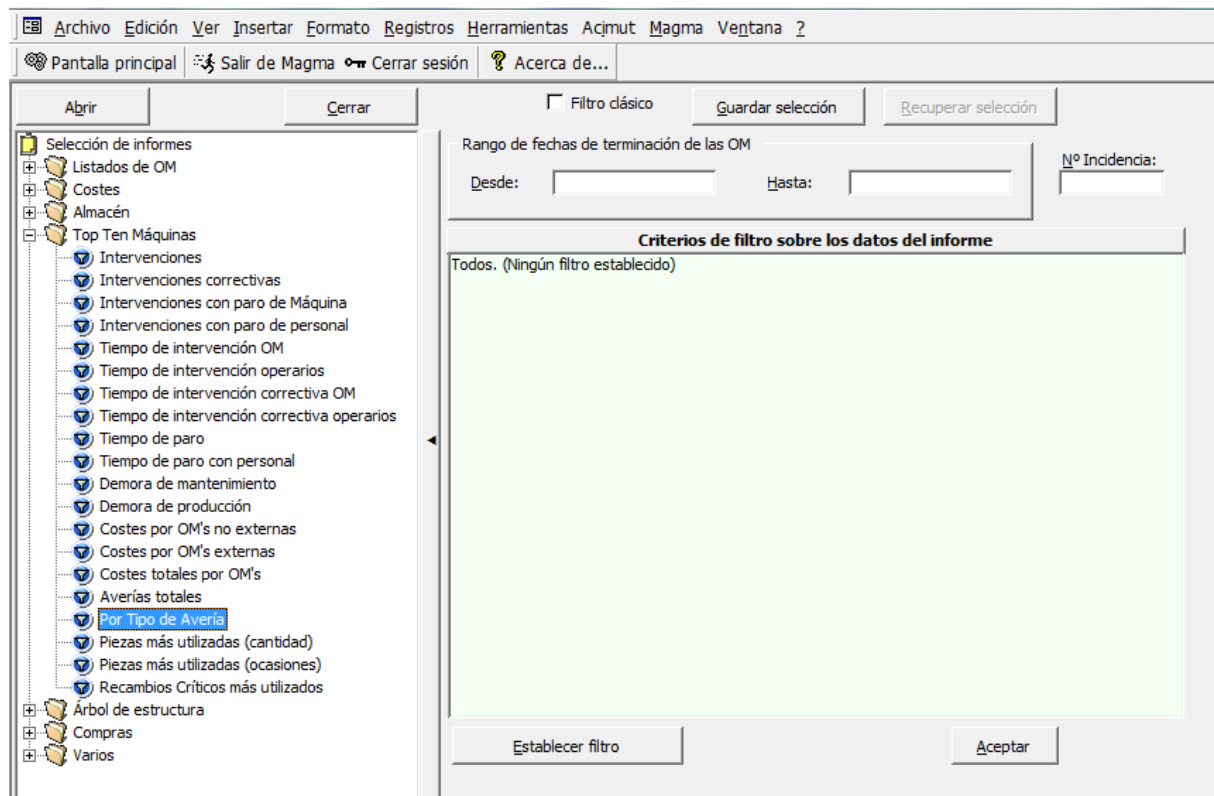 Archivo Edición Ver Insertar Formato Registros Herramientas Acimut Magma Ventana ?
Pantalla principal Salir de Magma Cerrar sesión Acerca de...
Abrir Cerrar Filtro clásico Guardar selección Recuperar selección
Selección de informes
Listados de OM
Costes
Almacén
Top Ten Máquinas
Intervenciones
Intervenciones correctivas
Intervenciones con paro de Máquina
Intervenciones con paro de personal
Tiempo de intervención OM
Tiempo de intervención operarios
Tiempo de intervención correctiva OM
Tiempo de intervención correctiva operarios
Tiempo de paro
Tiempo de paro con personal
Demora de mantenimiento
Demora de producción
Costes por OM's no externas
Costes por OM's externas
Costes totales por OM's
Averías totales
Por Tipo de Avería
Piezas más utilizadas (cantidad)
Piezas más utilizadas (ocasiones)
Recambios Críticos más utilizados
Árbol de estructura
Compras
Varios
Rango de fechas de terminación de las OM
Desde: Hasta:
Nº Incidencia:
Criterios de filtro sobre los datos del informe
Todos. (Ningún filtro establecido)
Establecer filtro Aceptar